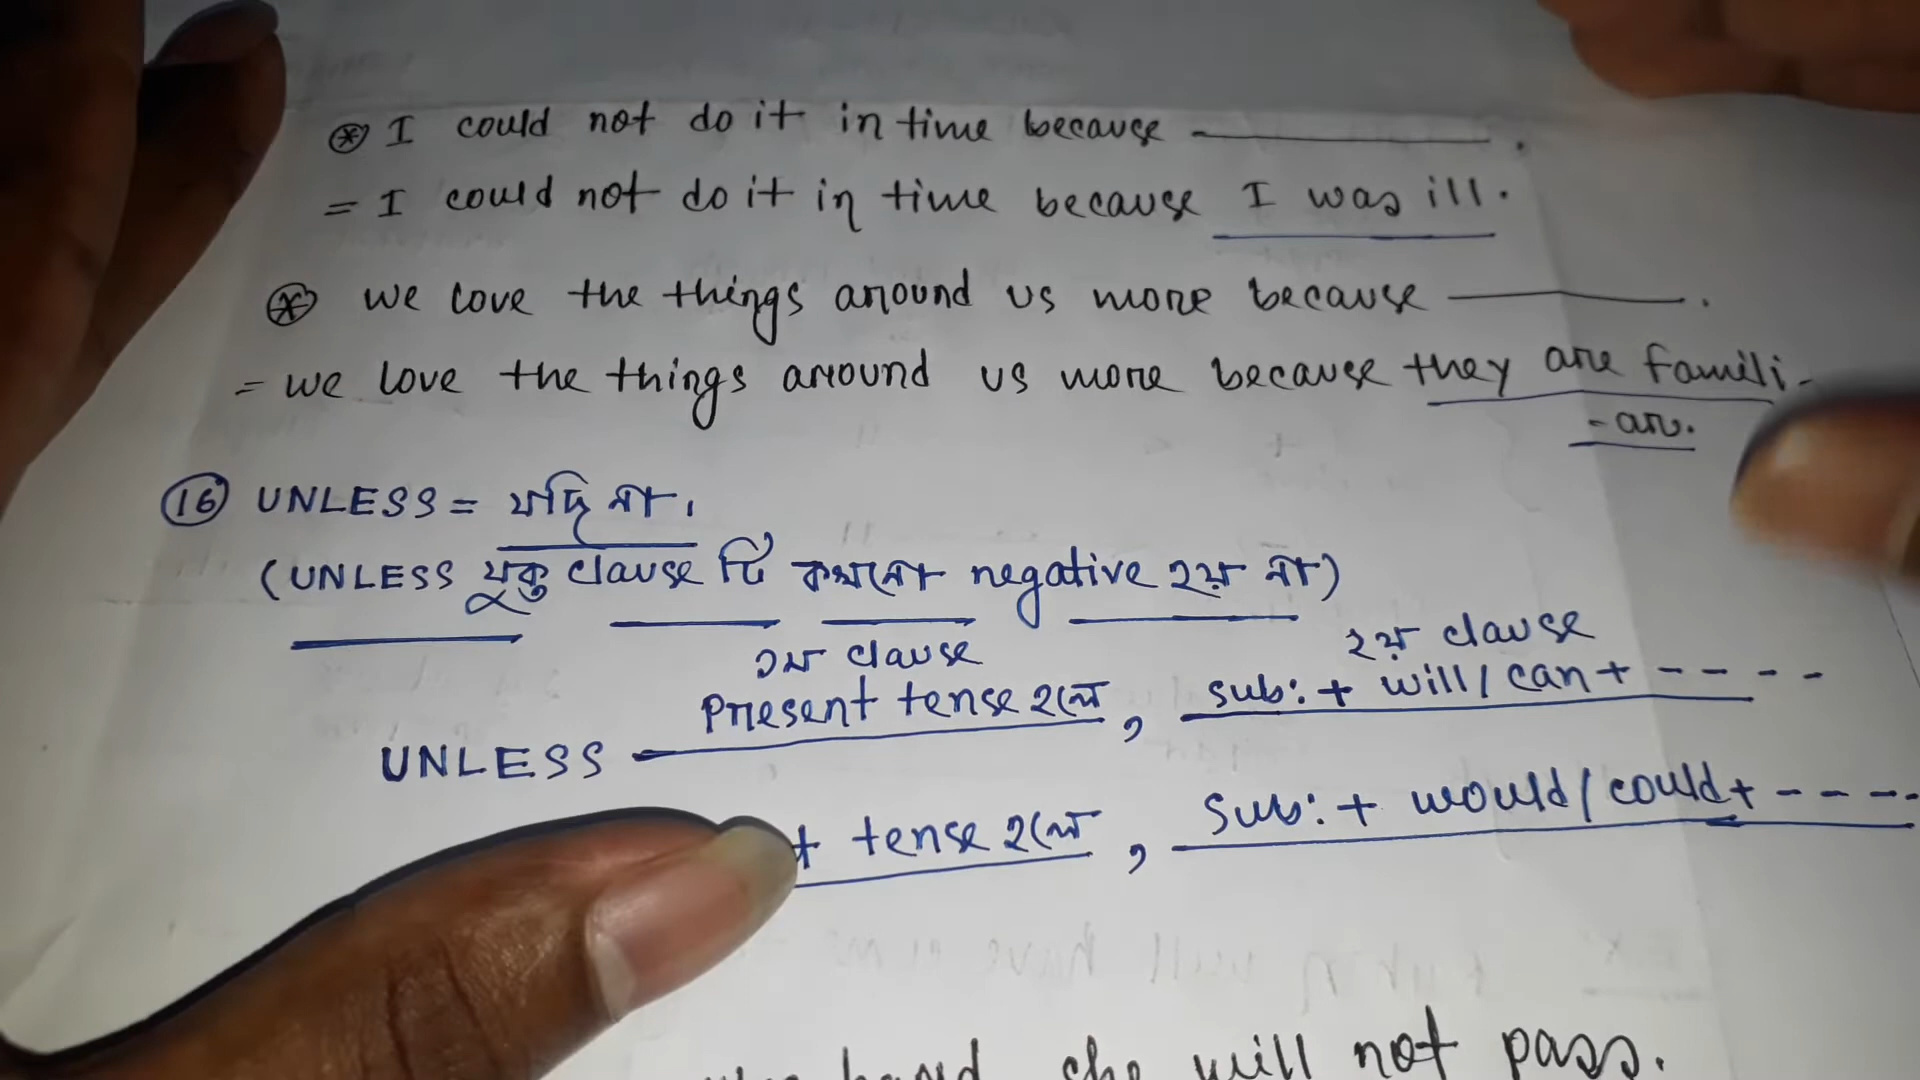 ⊛ I could not do it in time because ________.
= I could not do it in time because I was ill.
⊛ we love the things around us more because ________.
= we love the things around us more because they are famili-
-ar.
(16) UNLESS = যদি না।
(UNLESS যুক্ত clause টি কখনো negative হয় না)
১ম clause
২য় clause
UNLESS Present tense হলে, sub: + will/can + - - - -
tense হলে, sub: + would/could + - - - -
hard, she will not pass.